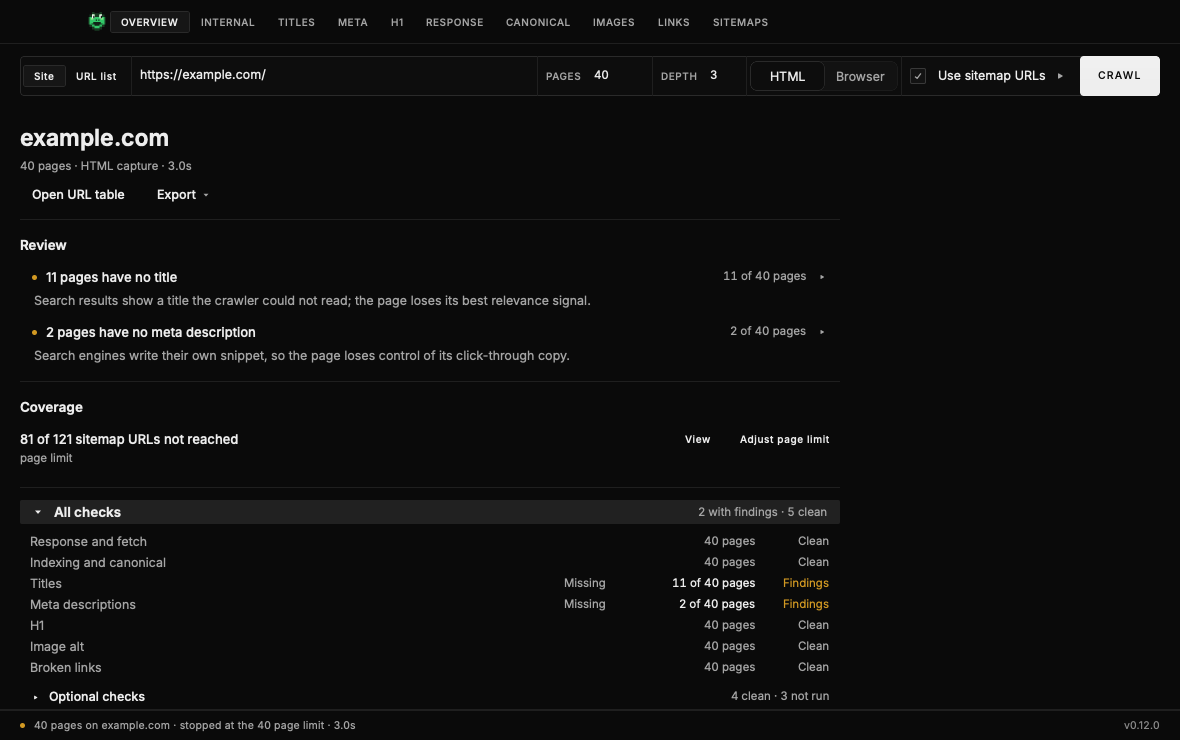 OVERVIEW INTERNAL TITLES META H1 RESPONSE CANONICAL IMAGES LINKS SITEMAPS
Site URL list https://example.com/ PAGES 40 DEPTH 3 HTML Browser Use sitemap URLs CRAWL
example.com
40 pages · HTML capture · 3.0s
Open URL table Export
Review
11 pages have no title 11 of 40 pages
Search results show a title the crawler could not read; the page loses its best relevance signal.
2 pages have no meta description 2 of 40 pages
Search engines write their own snippet, so the page loses control of its click-through copy.
Coverage
81 of 121 sitemap URLs not reached View Adjust page limit
page limit
All checks 2 with findings · 5 clean
Response and fetch 40 pages Clean
Indexing and canonical 40 pages Clean
Titles Missing 11 of 40 pages Findings
Meta descriptions Missing 2 of 40 pages Findings
H1 40 pages Clean
Image alt 40 pages Clean
Broken links 40 pages Clean
Optional checks 4 clean · 3 not run
40 pages on example.com · stopped at the 40 page limit · 3.0s v0.12.0